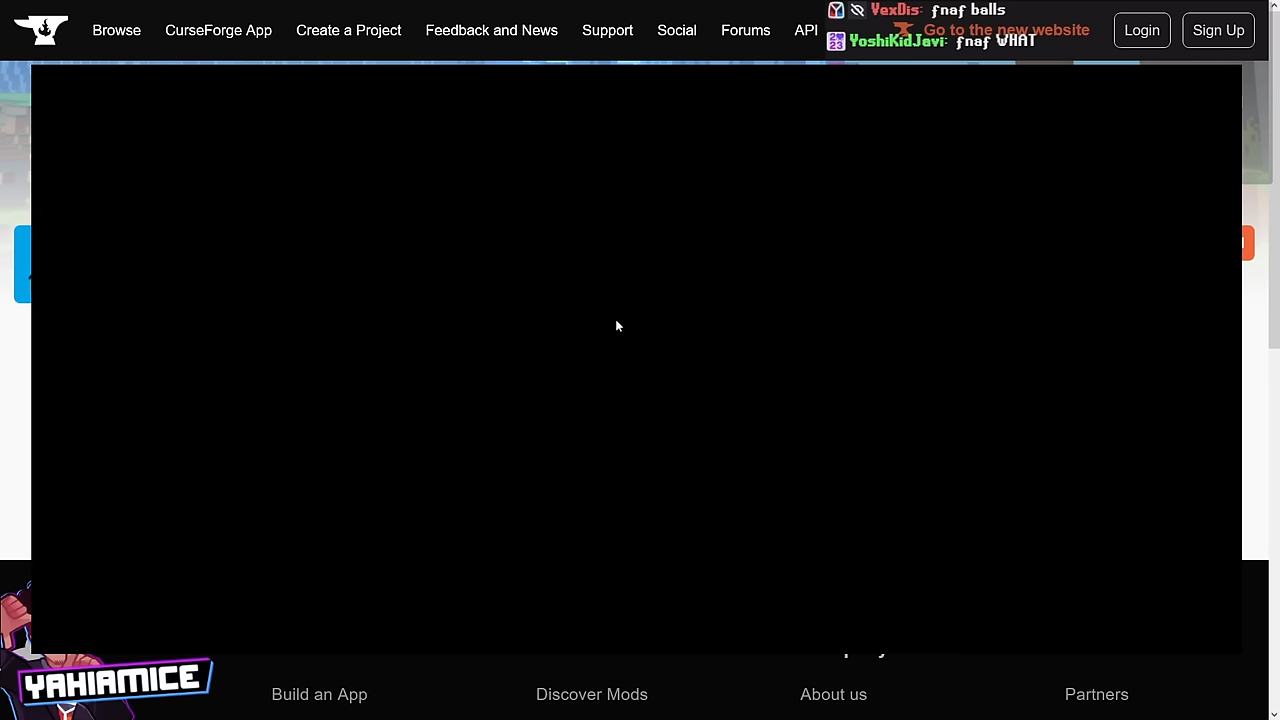 VexDis: fnaf balls
Browse CurseForge App Create a Project Feedback and News Support Social Forums API Go to the new website Login Sign Up
YoshiKidJavi: fnaf WHAT
YAHIAMICE
Build an App Discover Mods About us Partners